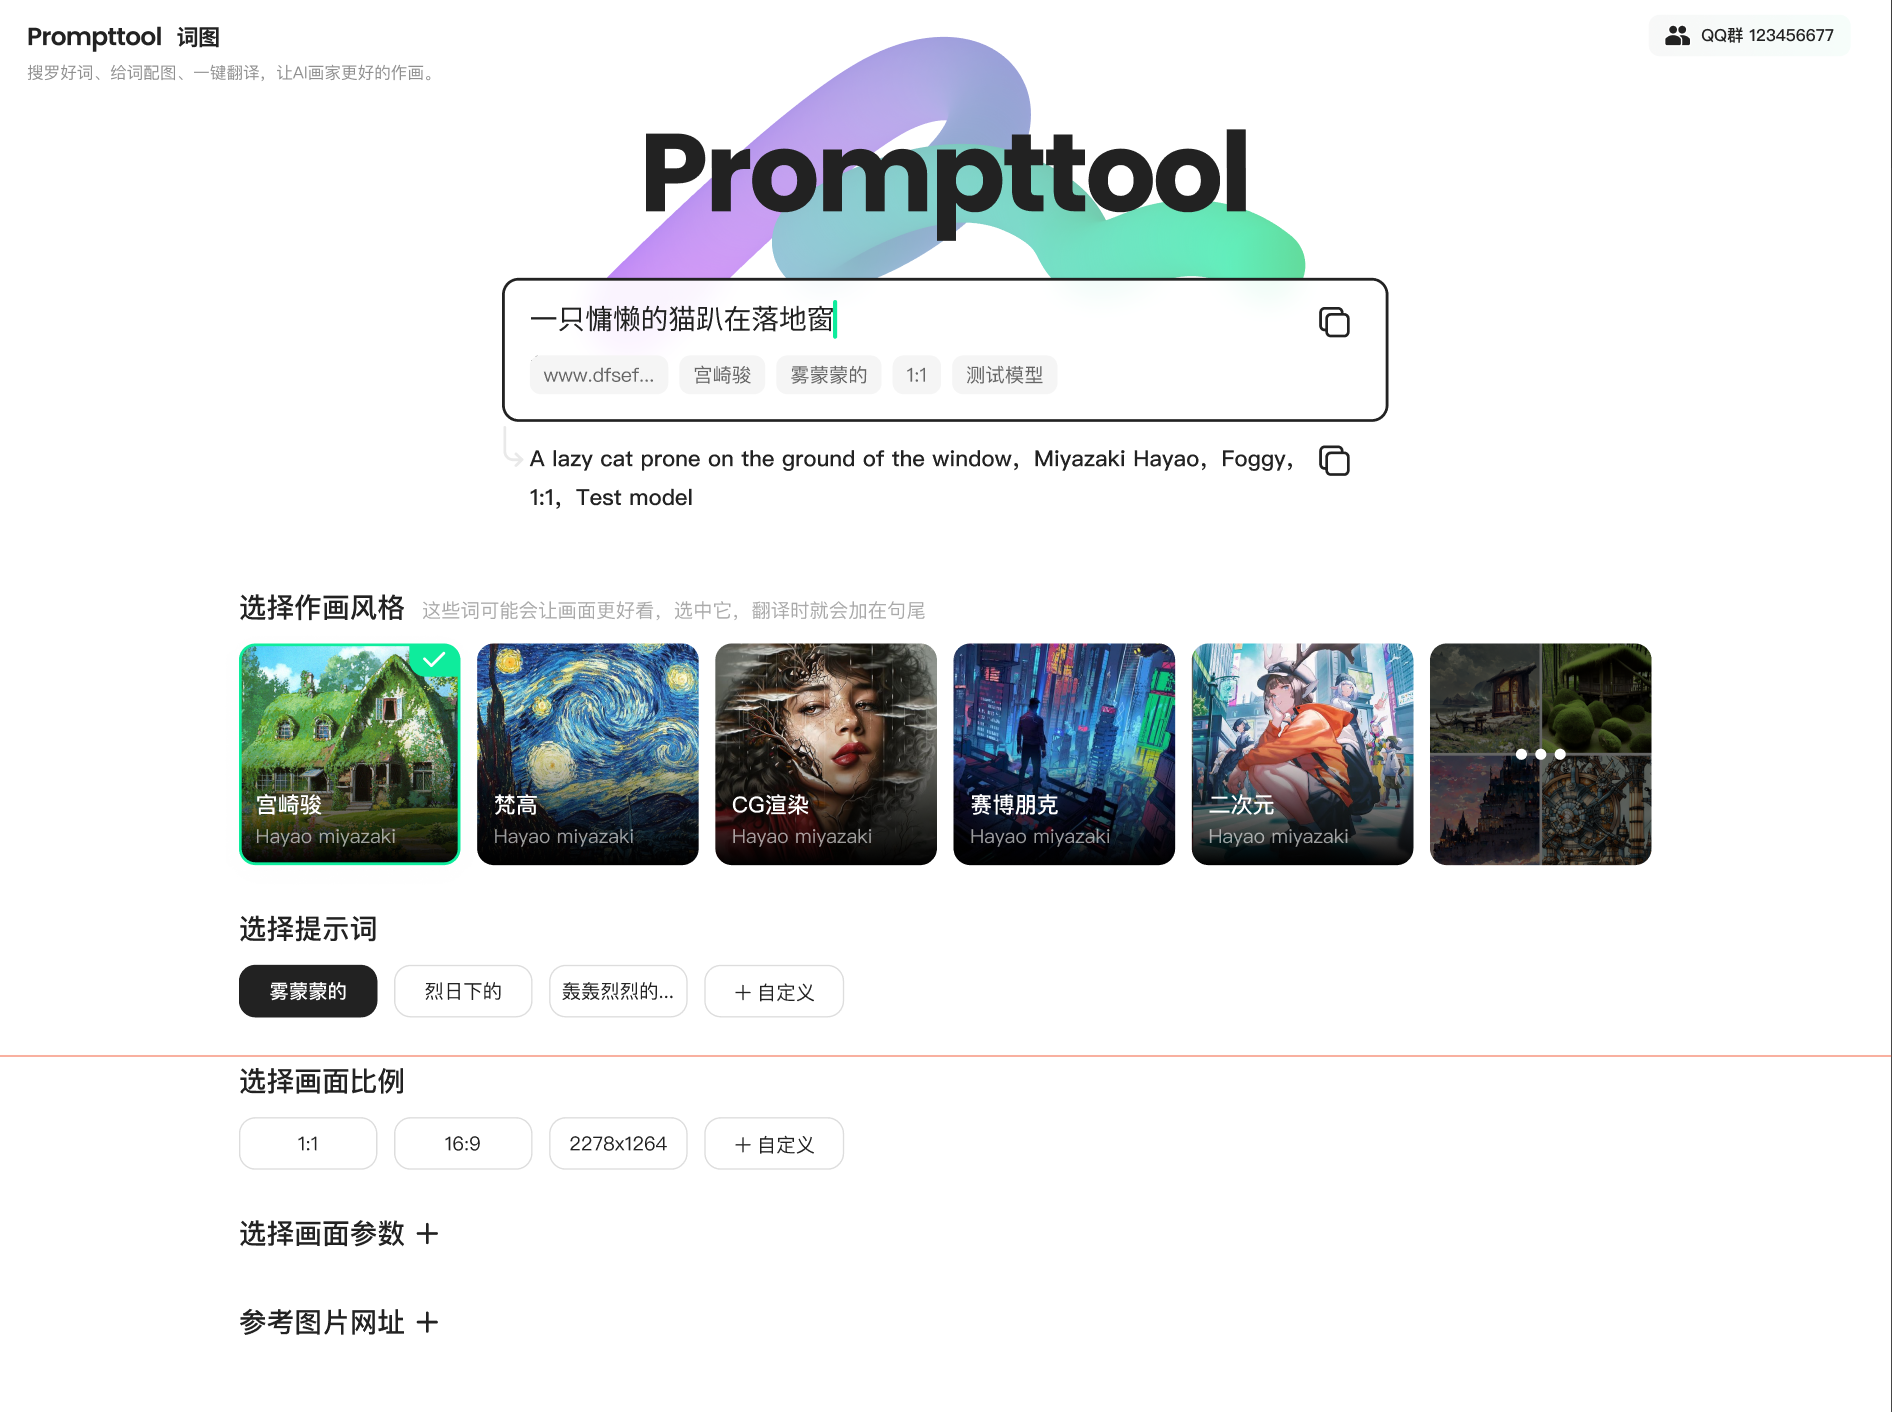 Prompttool 词图
QQ群 123456677
搜罗好词、给词配图、一键翻译，让AI画家更好的作画。
Prompttool
一只慵懒的猫趴在落地窗
www.dfsef... 宫崎骏 雾蒙蒙的 1:1 测试模型
A lazy cat prone on the ground of the window，Miyazaki Hayao，Foggy，
1:1，Test model
选择作画风格 这些词可能会让画面更好看，选中它，翻译时就会加在句尾
宫崎骏
Hayao miyazaki
梵高
Hayao miyazaki
CG渲染
Hayao miyazaki
赛博朋克
Hayao miyazaki
二次元
Hayao miyazaki
选择提示词
雾蒙蒙的 烈日下的 轰轰烈烈的... 自定义
选择画面比例
1:1 16:9 2278x1264 自定义
选择画面参数
参考图片网址